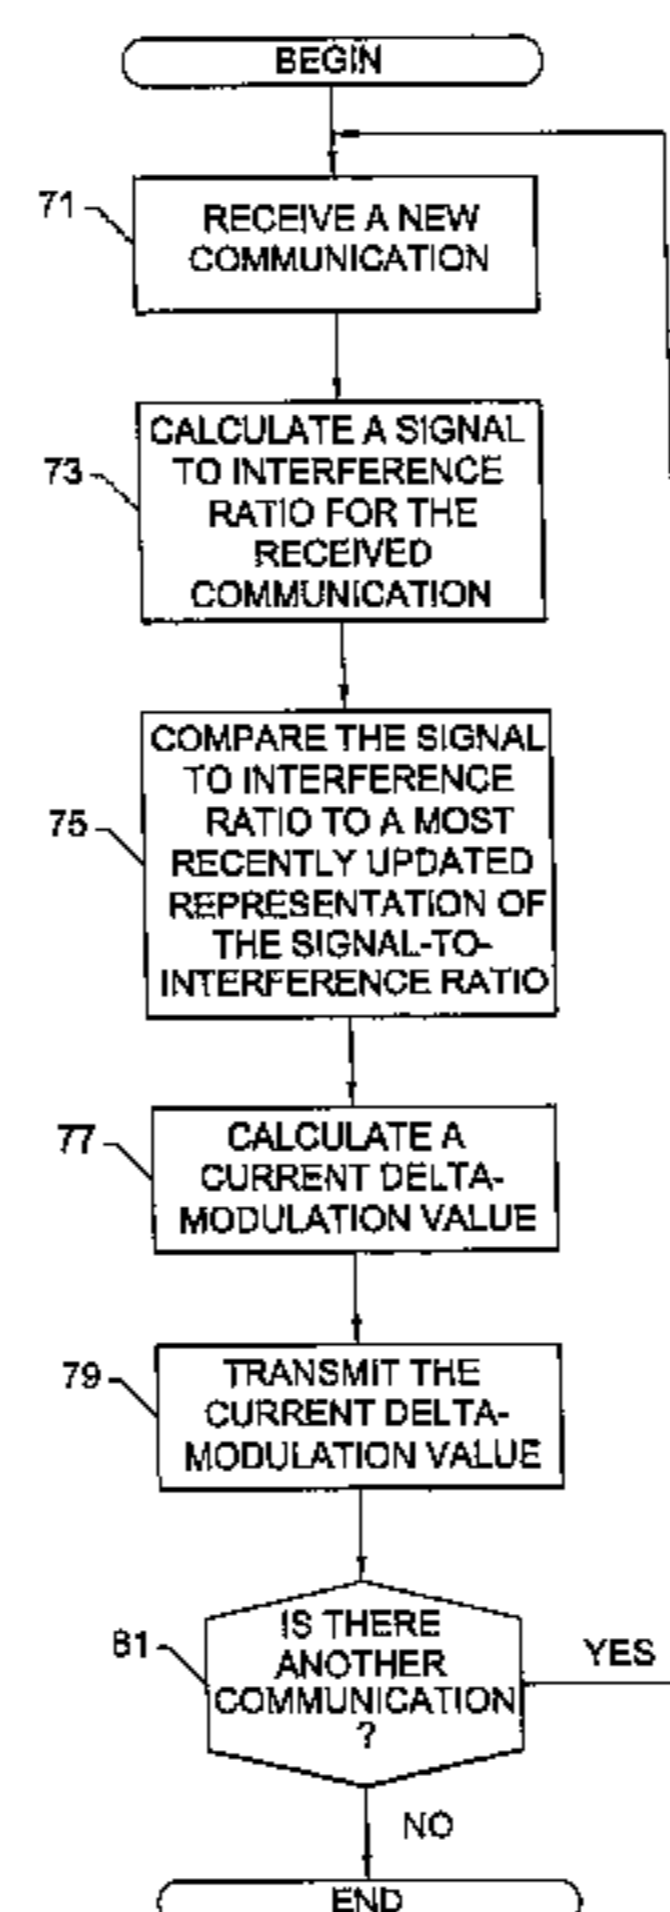 BEGIN
71
RECEIVE A NEW
COMMUNICATION
73
CALCULATE A SIGNAL
TO INTERFERENCE
RATIO FOR THE
RECEIVED
COMMUNICATION
75
COMPARE THE SIGNAL
TO INTERFERENCE
RATIO TO A MOST
RECENTLY UPDATED
REPRESENTATION OF
THE SIGNAL-TO-
INTERFERENCE RATIO
77
CALCULATE A
CURRENT DELTA-
MODULATION VALUE
79
TRANSMIT THE
CURRENT DELTA-
MODULATION VALUE
81
IS THERE
ANOTHER
COMMUNICATION
?
YES
NO
END